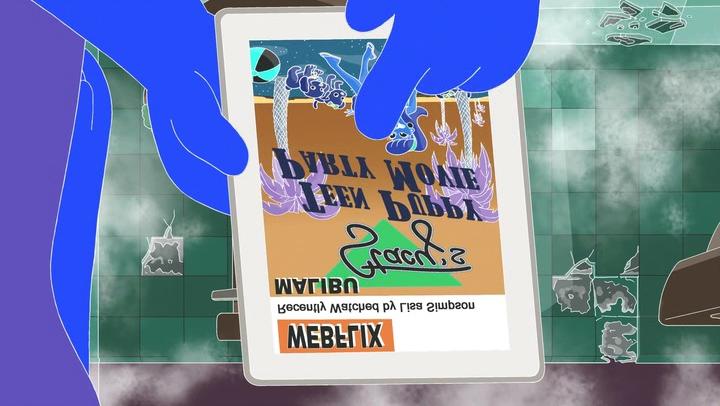 WEBFLIX
Recently Watched by Lisa Simpson
MALIBU
Stacy's
TEEN PUPPY
PARTY MOVIE